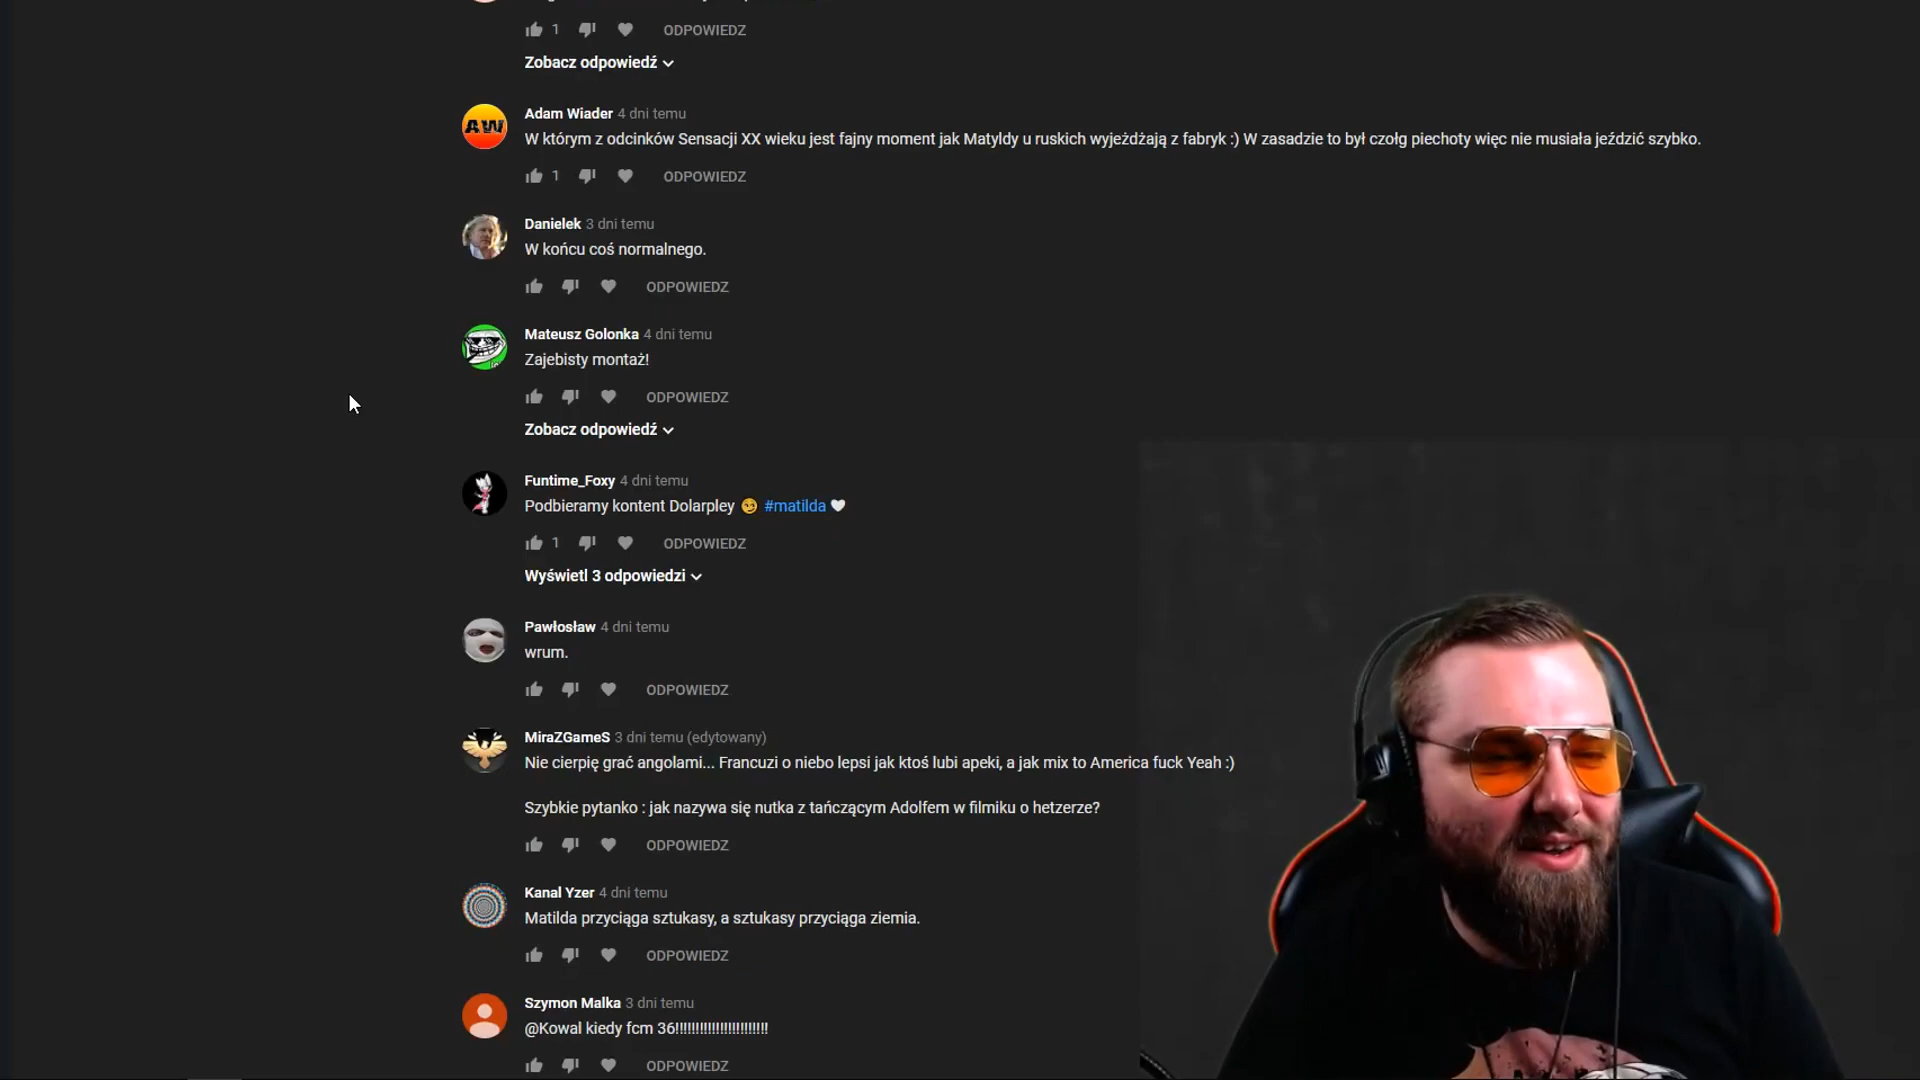 1 ODPOWIEDZ
Zobacz odpowiedź
AW
Adam Wiader 4 dni temu
W którym z odcinków Sensacji XX wieku jest fajny moment jak Matyldy u ruskich wyjeżdżają z fabryk :) W zasadzie to był czołg piechoty więc nie musiała jeździć szybko.
1 ODPOWIEDZ
Danielek 3 dni temu
W końcu coś normalnego.
ODPOWIEDZ
Mateusz Golonka 4 dni temu
Zajebisty montaż!
ODPOWIEDZ
Zobacz odpowiedź
Funtime_Foxy 4 dni temu
Podbieramy kontent Dolarpley 😏 #matilda 🤍
1 ODPOWIEDZ
Wyświetl 3 odpowiedzi
Pawłosław 4 dni temu
wrum.
ODPOWIEDZ
MiraZGameS 3 dni temu (edytowany)
Nie cierpię grać angolami... Francuzi o niebo lepsi jak ktoś lubi apeki, a jak mix to America fuck Yeah :)
Szybkie pytanko : jak nazywa się nutka z tańczącym Adolfem w filmiku o hetzerze?
ODPOWIEDZ
Kanal Yzer 4 dni temu
Matilda przyciąga sztukasy, a sztukasy przyciąga ziemia.
ODPOWIEDZ
Szymon Malka 3 dni temu
@Kowal kiedy fcm 36!!!!!!!!!!!!!!!!!!!!!!!
ODPOWIEDZ